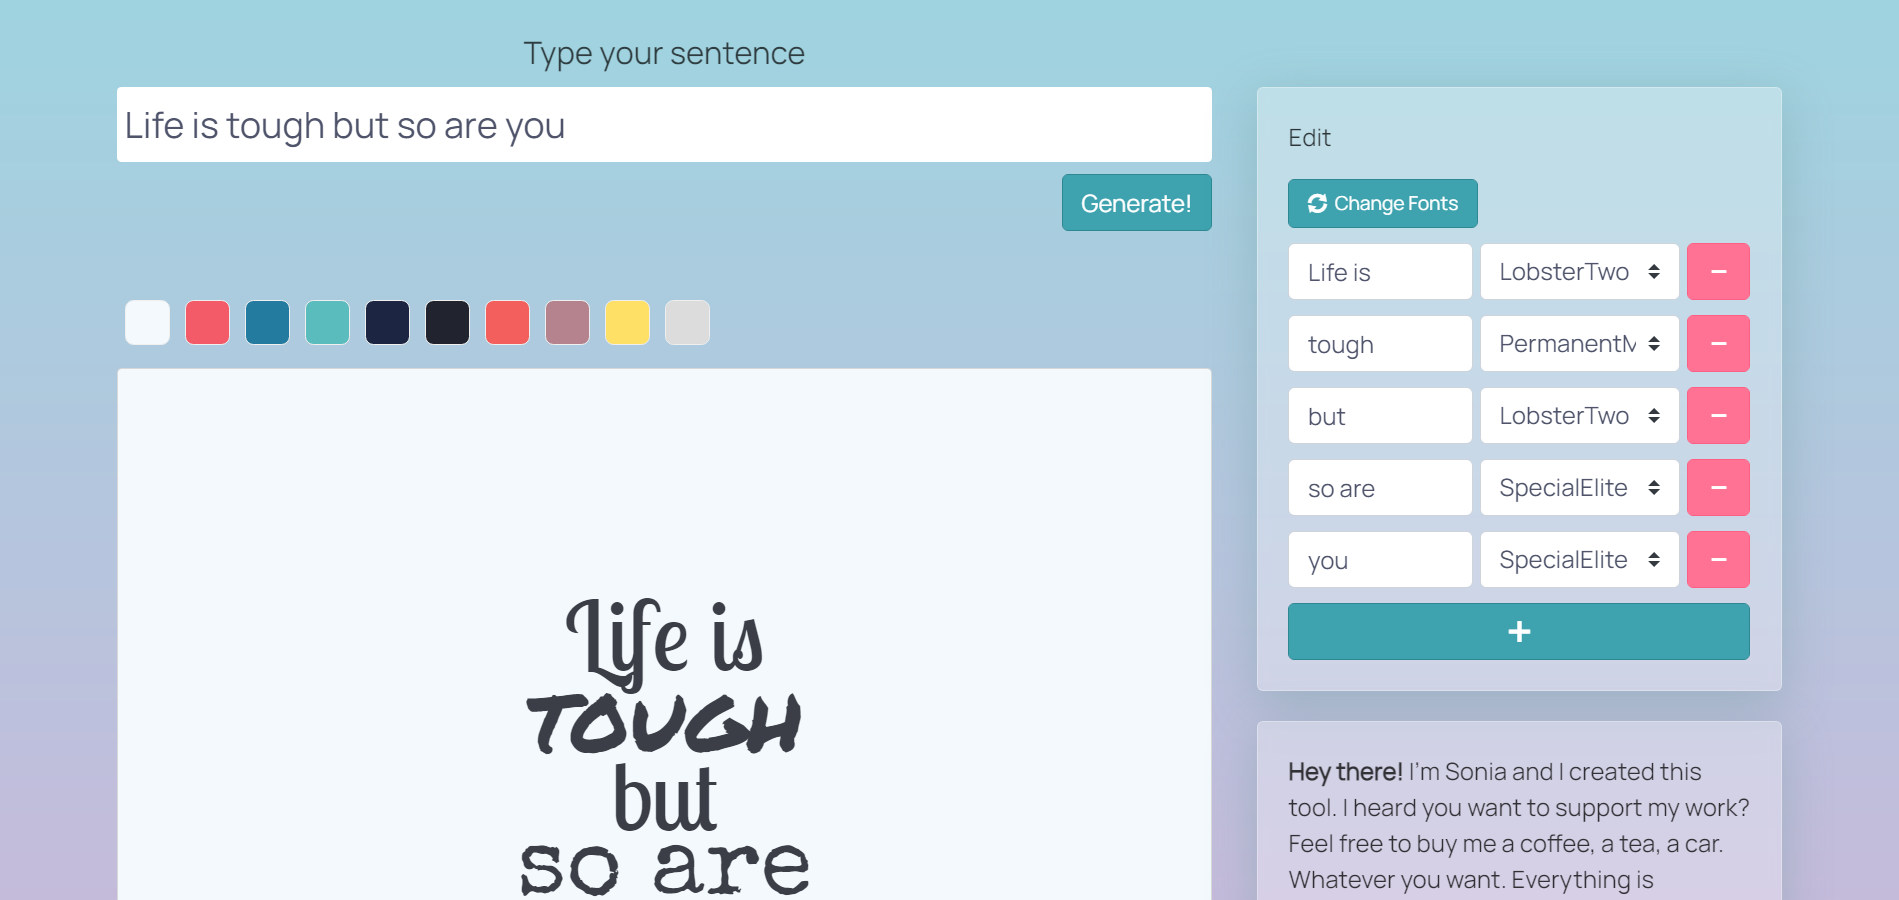 Type your sentence
Life is tough but so are you
Generate!
Life is
TOUGH
but
so are
Edit
Change Fonts
Life is LobsterTwo
tough PermanentM
but LobsterTwo
so are SpecialElite
you SpecialElite
Hey there! I'm Sonia and I created this
tool. I heard you want to support my work?
Feel free to buy me a coffee, a tea, a car.
Whatever you want. Everything is